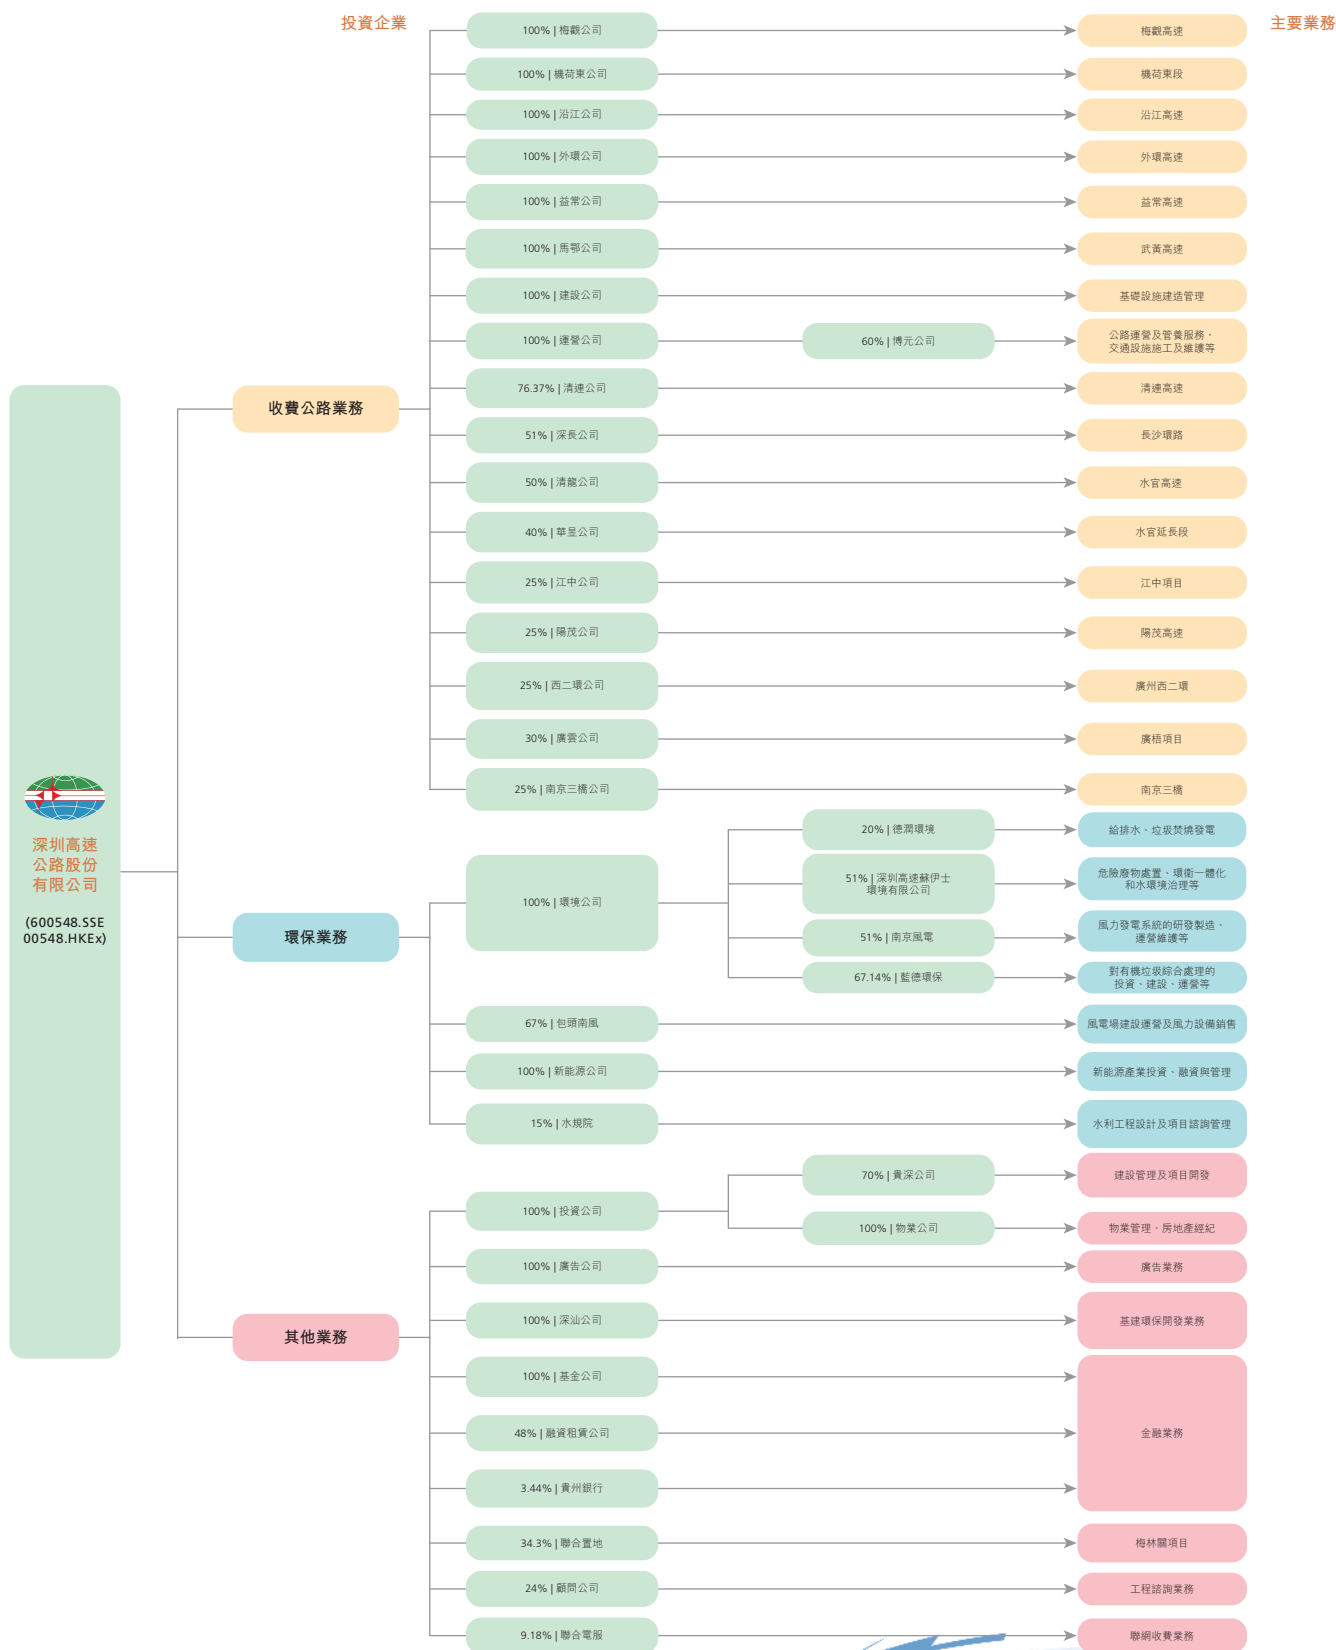 投資企業
主要業務
深圳高速
公路股份
有限公司
(600548.SSE
00548.HKEx)
收費公路業務
100% | 梅觀公司
梅觀高速
100% | 機荷東公司
機荷東段
100% | 沿江公司
沿江高速
100% | 外環公司
外環高速
100% | 益常公司
益常高速
100% | 馬鄂公司
武黃高速
100% | 建設公司
基礎設施建造管理
100% | 運營公司
60% | 博元公司
公路運營及管養服務、
交通設施施工及維護等
76.37% | 清連公司
清連高速
51% | 深長公司
長沙環路
50% | 清龍公司
水官高速
40% | 華昱公司
水官延長段
25% | 江中公司
江中項目
25% | 陽茂公司
陽茂高速
25% | 西二環公司
廣州西二環
30% | 廣雲公司
廣梧項目
25% | 南京三橋公司
南京三橋
環保業務
100% | 環境公司
20% | 德潤環境
給排水、垃圾焚燒發電
51% | 深圳高速蘇伊士
環境有限公司
危險廢物處置、環衛一體化
和水環境治理等
51% | 南京風電
風力發電系統的研發製造、
運營維護等
67.14% | 藍德環保
對有機垃圾綜合處理的
投資、建設、運營等
67% | 包頭南風
風電場建設運營及風力設備銷售
100% | 新能源公司
新能源產業投資、融資與管理
15% | 水規院
水利工程設計及項目諮詢管理
其他業務
100% | 投資公司
70% | 貴深公司
建設管理及項目開發
100% | 物業公司
物業管理、房地產經紀
100% | 廣告公司
廣告業務
100% | 深汕公司
基建環保開發業務
100% | 基金公司
48% | 融資租賃公司
金融業務
3.44% | 貴州銀行
34.3% | 聯合置地
梅林關項目
24% | 顧問公司
工程諮詢業務
9.18% | 聯合電服
聯網收費業務